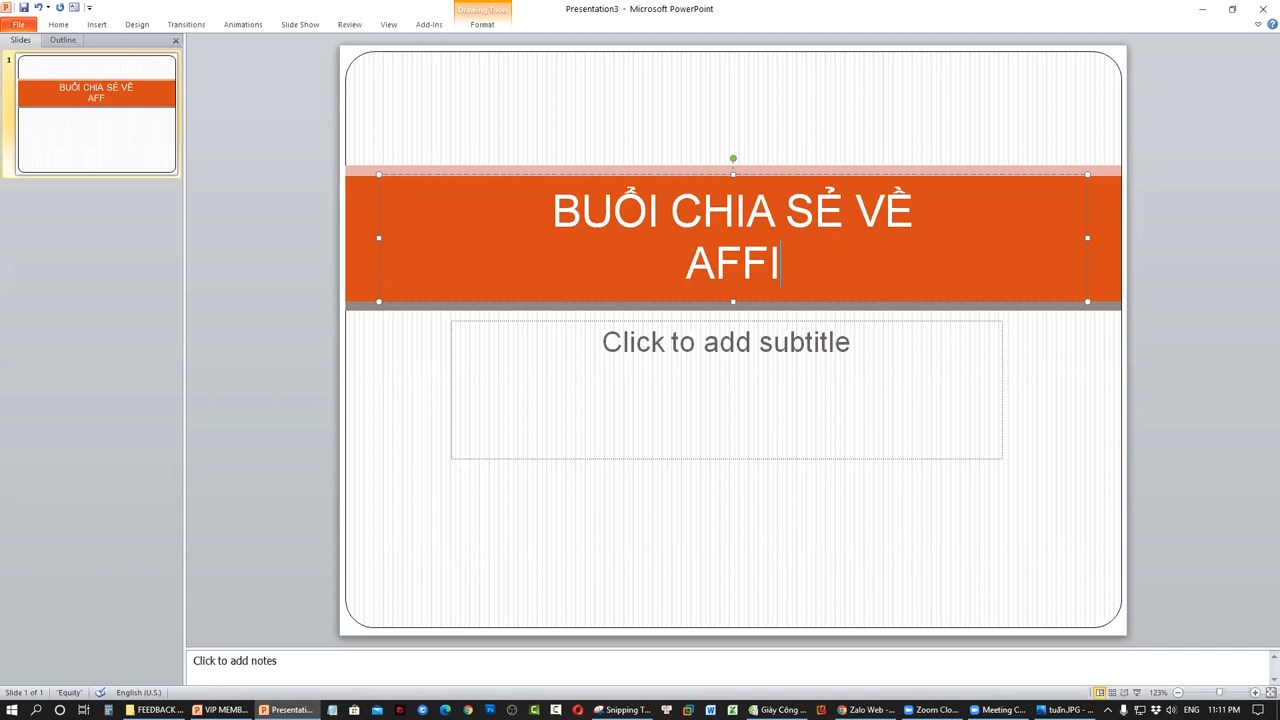 Presentation3 - Microsoft PowerPoint
Drawing Tools
File Home Insert Design Transitions Animations Slide Show Review View Add-Ins Format
Slides Outline
1
BUỔI CHIA SẺ VỀ
AFF
BUỔI CHIA SẺ VỀ
AFFI
Click to add subtitle
Click to add notes
Slide 1 of 1 "Equity" English (U.S.) 123%
FEEDBACK ... VIP MEMB... Presentati... Snipping T... Giày Công ... Zalo Web - ... Zoom Clo... Meeting C... tuấn.JPG - ... ENG 11:11 PM